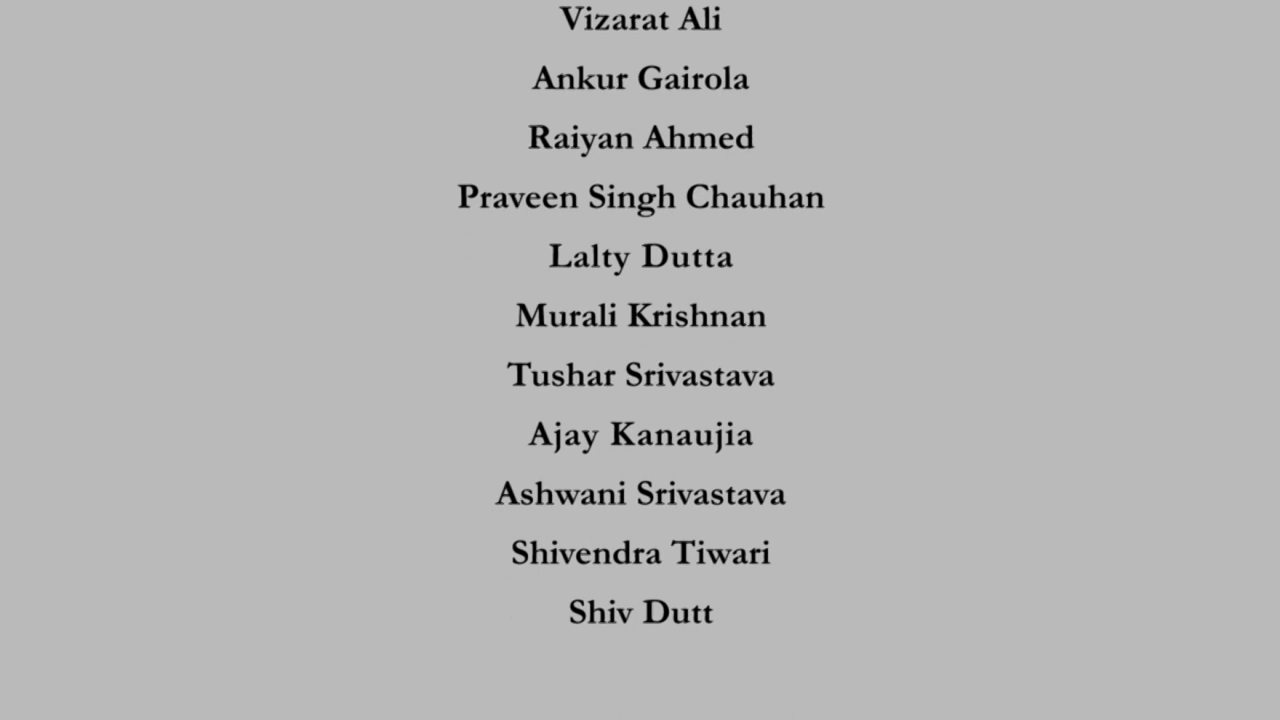 Vizarat Ali
Ankur Gairola
Raiyan Ahmed
Praveen Singh Chauhan
Lalty Dutta
Murali Krishnan
Tushar Srivastava
Ajay Kanaujia
Ashwani Srivastava
Shivendra Tiwari
Shiv Dutt